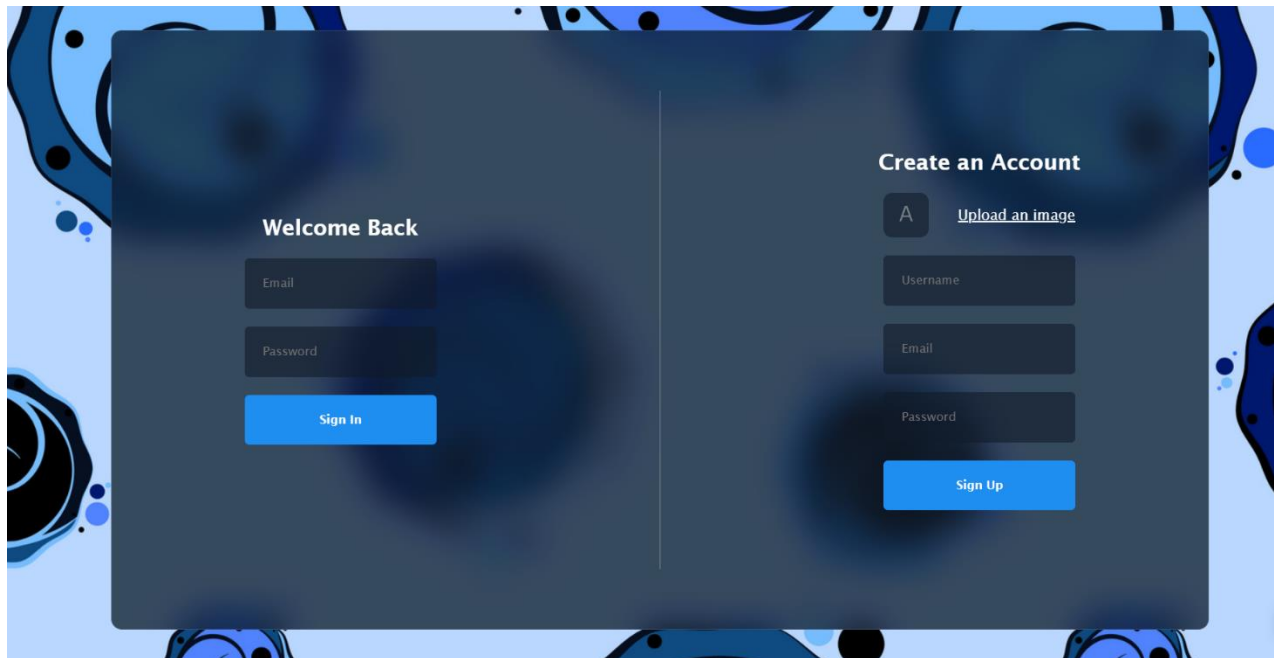 Welcome Back
Email
Password
Sign In
Create an Account
A
Upload an image
Username
Email
Password
Sign Up